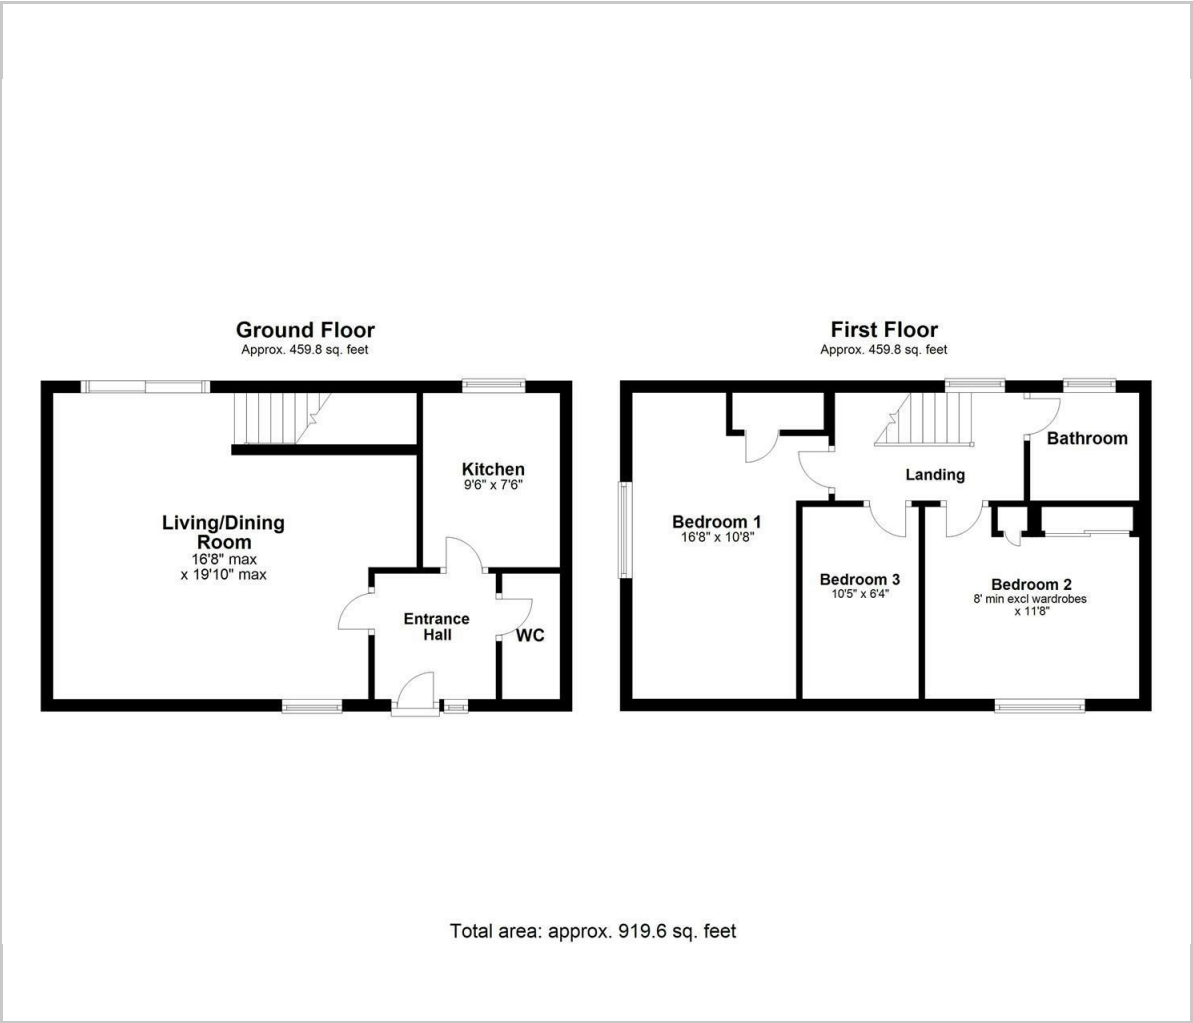 Ground Floor
Approx. 459.8 sq. feet
Living/Dining
Room
16'8" max
x 19'10" max
Kitchen
9'6" x 7'6"
Entrance
Hall
WC
First Floor
Approx. 459.8 sq. feet
Bedroom 1
16'8" x 10'8"
Landing
Bathroom
Bedroom 3
10'5" x 6'4"
Bedroom 2
8' min excl wardrobes
x 11'8"
Total area: approx. 919.6 sq. feet